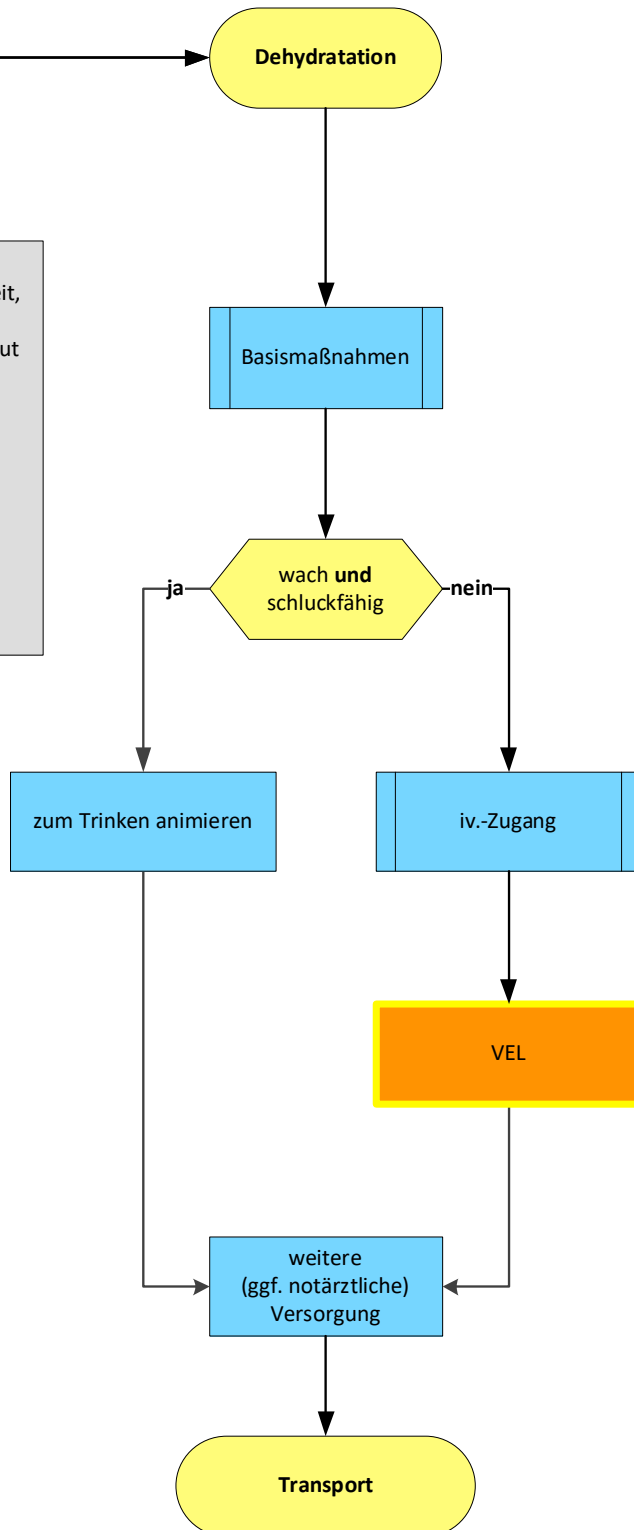 Dehydratation
Basismaßnahmen
wach und
schluckfähig
ja
nein
zum Trinken animieren
iv.-Zugang
VEL
weitere
(ggf. notärztliche)
Versorgung
Transport